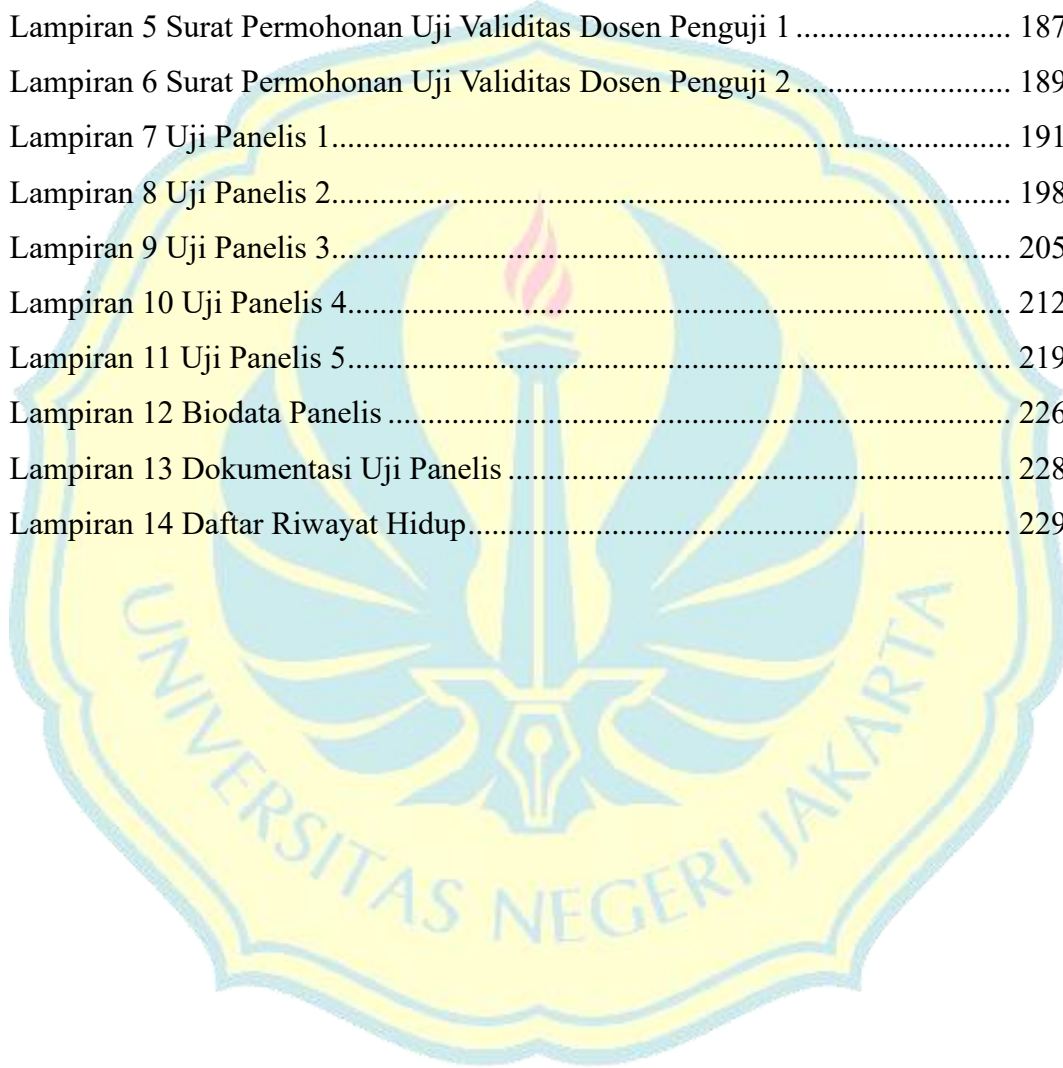 Lampiran 5 Surat Permohonan Uji Validitas Dosen Penguji 1 ........................ 187
Lampiran 6 Surat Permohonan Uji Validitas Dosen Penguji 2 ........................ 189
Lampiran 7 Uji Panelis 1........................................................................ 191
Lampiran 8 Uji Panelis 2........................................................................ 198
Lampiran 9 Uji Panelis 3........................................................................ 205
Lampiran 10 Uji Panelis 4...................................................................... 212
Lampiran 11 Uji Panelis 5...................................................................... 219
Lampiran 12 Biodata Panelis .................................................................. 226
Lampiran 13 Dokumentasi Uji Panelis ..................................................... 228
Lampiran 14 Daftar Riwayat Hidup.......................................................... 229
UNIVERSITAS NEGERI JAKARTA